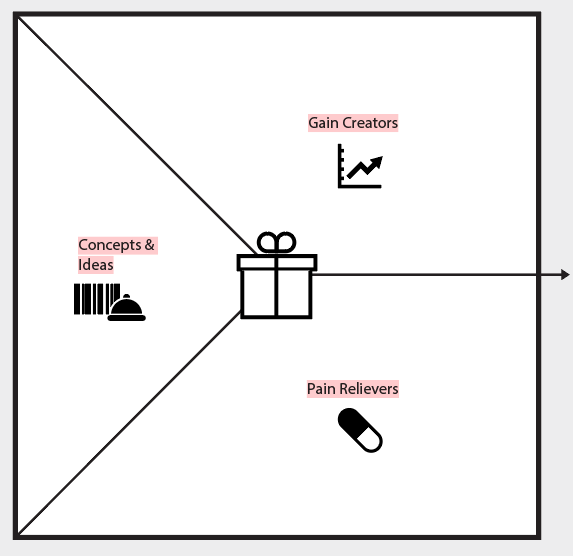 Gain Creators
Concepts &
Ideas
Pain Relievers